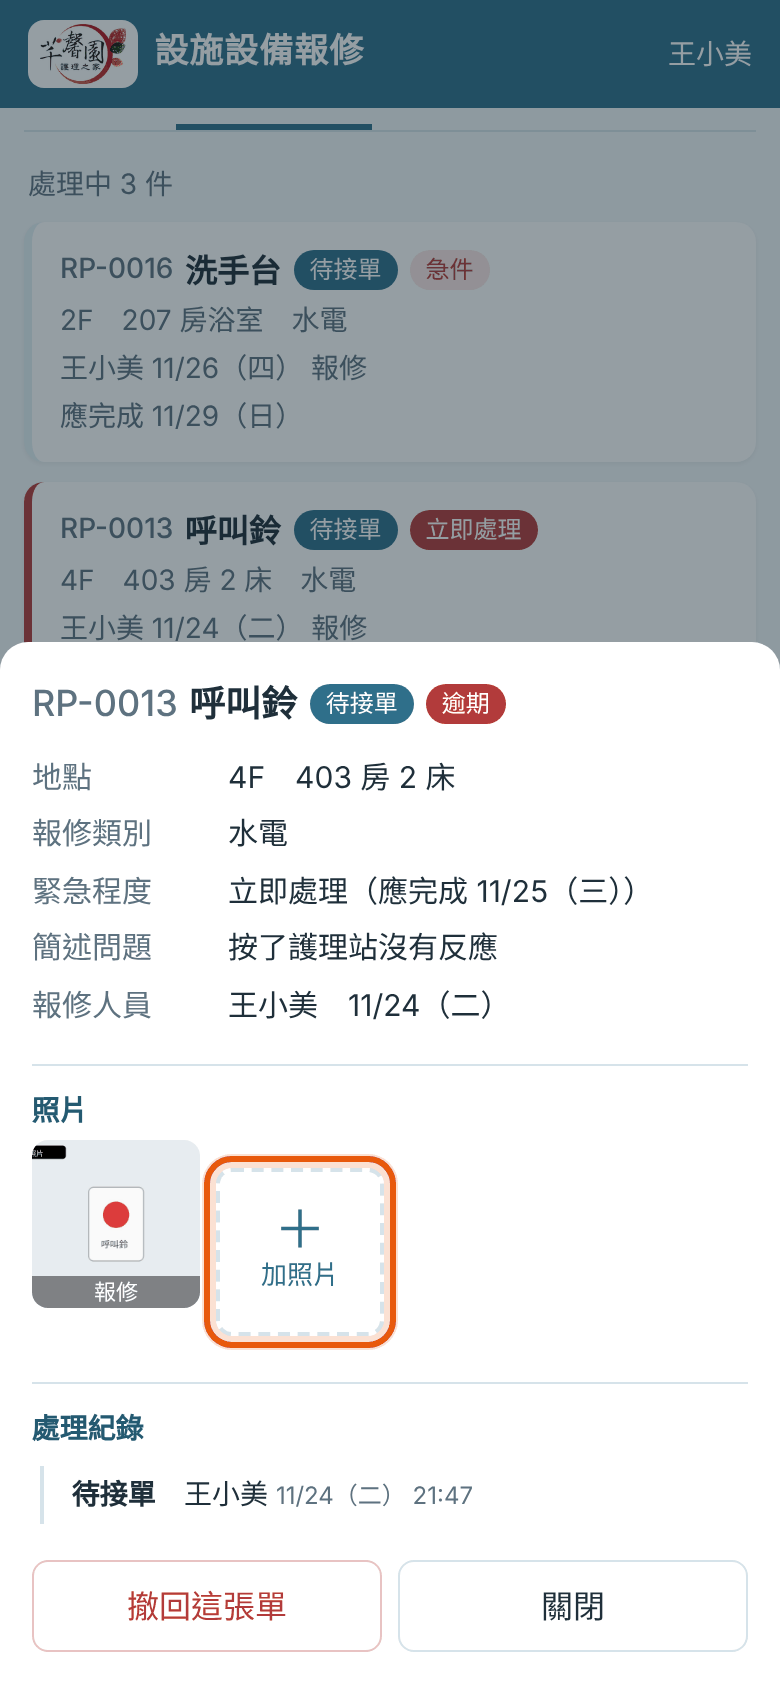 芊馨園
護理之家
設施設備報修
王小美
處理中 3 件
RP-0016 洗手台 待接單 急件
2F 207 房浴室 水電
王小美 11/26（四） 報修
應完成 11/29（日）
RP-0013 呼叫鈴 待接單 立即處理
4F 403 房 2 床 水電
王小美 11/24（二） 報修
RP-0013 呼叫鈴 待接單 逾期
地點 4F 403 房 2 床
報修類別 水電
緊急程度 立即處理（應完成 11/25（三））
簡述問題 按了護理站沒有反應
報修人員 王小美 11/24（二）
照片
呼叫鈴
報修
加照片
處理紀錄
待接單 王小美 11/24（二） 21:47
撤回這張單
關閉